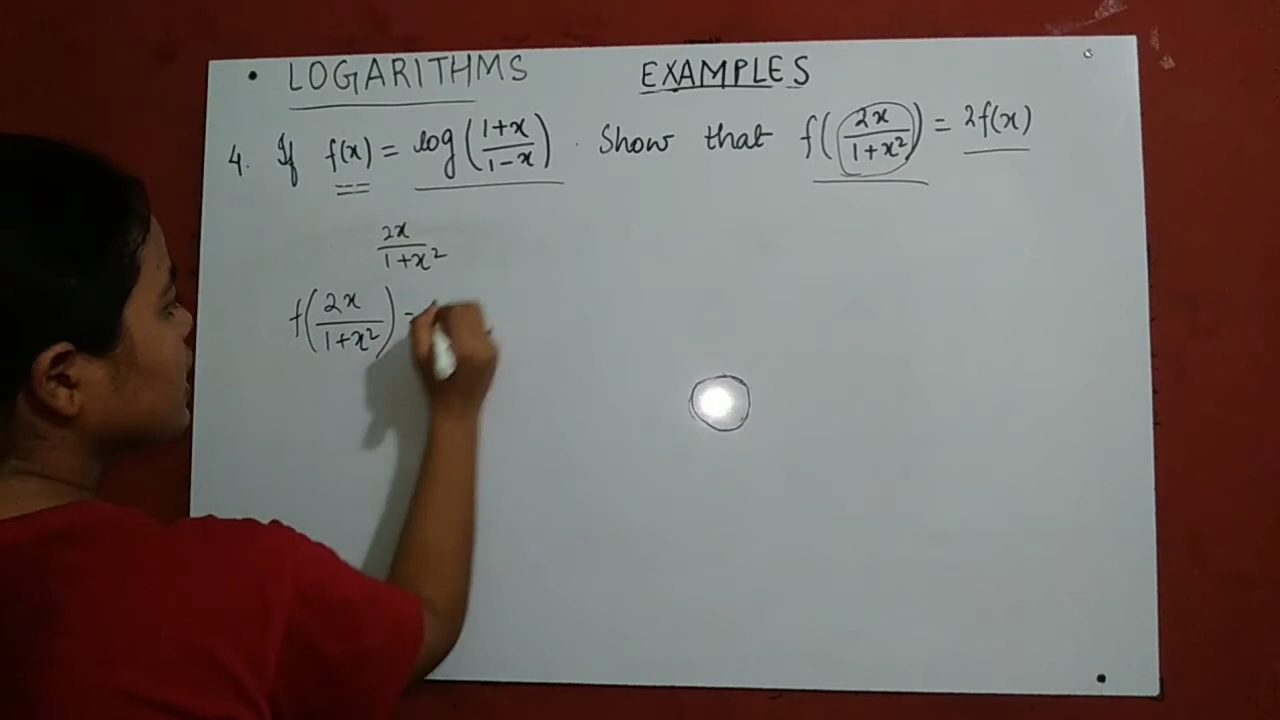 • LOGARITHMS EXAMPLES
4. If f(x) = log((1+x)/(1-x)). Show that f(2x/(1+x²)) = 2f(x)
2x/(1+x²)
f(2x/(1+x²)) =